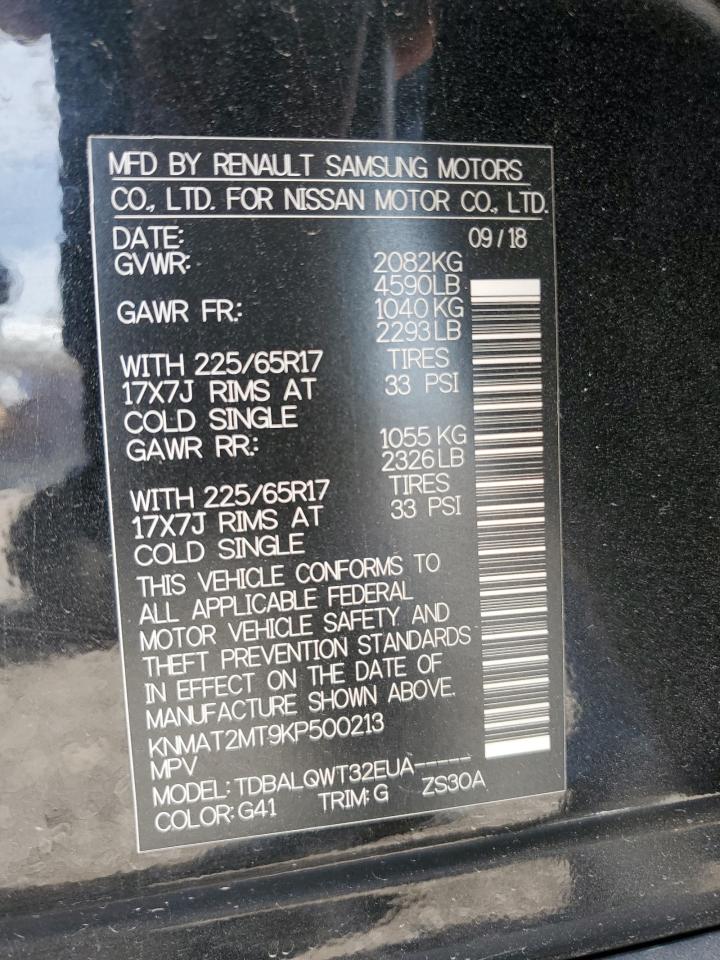 MFD BY RENAULT SAMSUNG MOTORS
CO., LTD. FOR NISSAN MOTOR CO., LTD.
DATE: 09/18
GVWR: 2082KG
4590LB
GAWR FR: 1040KG
2293LB
WITH 225/65R17 TIRES
17X7J RIMS AT 33 PSI
COLD SINGLE
GAWR RR: 1055 KG
2326LB
WITH 225/65R17 TIRES
17X7J RIMS AT 33 PSI
COLD SINGLE
THIS VEHICLE CONFORMS TO
ALL APPLICABLE FEDERAL
MOTOR VEHICLE SAFETY AND
THEFT PREVENTION STANDARDS
IN EFFECT ON THE DATE OF
MANUFACTURE SHOWN ABOVE.
KNMAT2MT9KP500213
MPV
MODEL: TDBALQWT32EUA-----
COLOR: G41 TRIM: G ZS30A